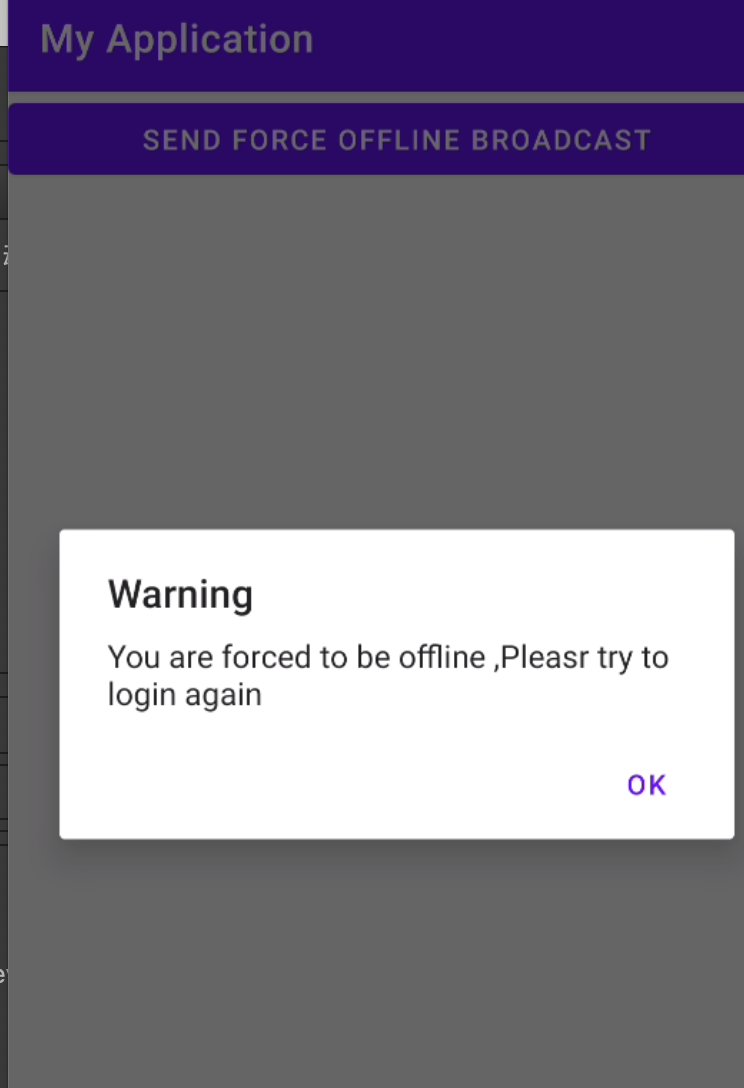 My Application
SEND FORCE OFFLINE BROADCAST
Warning
You are forced to be offline ,Pleasr try to
login again
OK